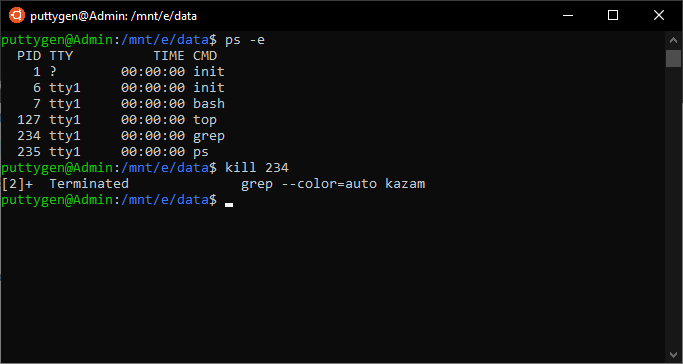 puttygen@Admin: /mnt/e/data
puttygen@Admin:/mnt/e/data$ ps -e
  PID TTY          TIME CMD
    1 ?        00:00:00 init
    6 tty1     00:00:00 init
    7 tty1     00:00:00 bash
  127 tty1     00:00:00 top
  234 tty1     00:00:00 grep
  235 tty1     00:00:00 ps
puttygen@Admin:/mnt/e/data$ kill 234
[2]+  Terminated              grep --color=auto kazam
puttygen@Admin:/mnt/e/data$